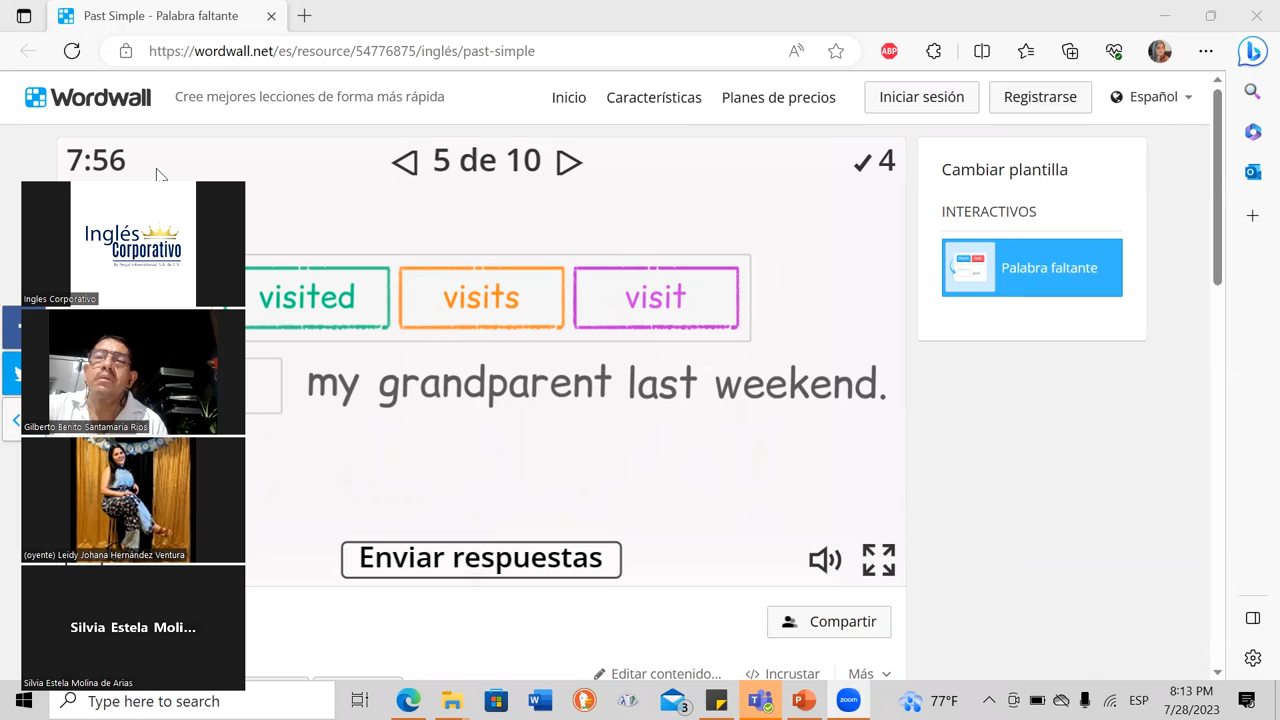 Past Simple - Palabra faltante
https://wordwall.net/es/resource/54776875/inglés/past-simple
ABP
Wordwall
Cree mejores lecciones de forma más rápida
Inicio
Características
Planes de precios
Iniciar sesión
Registrarse
Español
7:56
5 de 10
4
Cambiar plantilla
INTERACTIVOS
Palabra faltante
Inglés
Corporativo
Ingles Corporativo
visited
visits
visit
my grandparent last weekend.
Gilberto Benito Santamaria Rios
(oyente) Leidy Johana Hernández Ventura
Enviar respuestas
Silvia Estela Moli...
Silvia Estela Molina de Arias
Compartir
Editar contenido...
Incrustar
Más
Type here to search
3
zoom
77°F
ESP
8:13 PM
7/28/2023